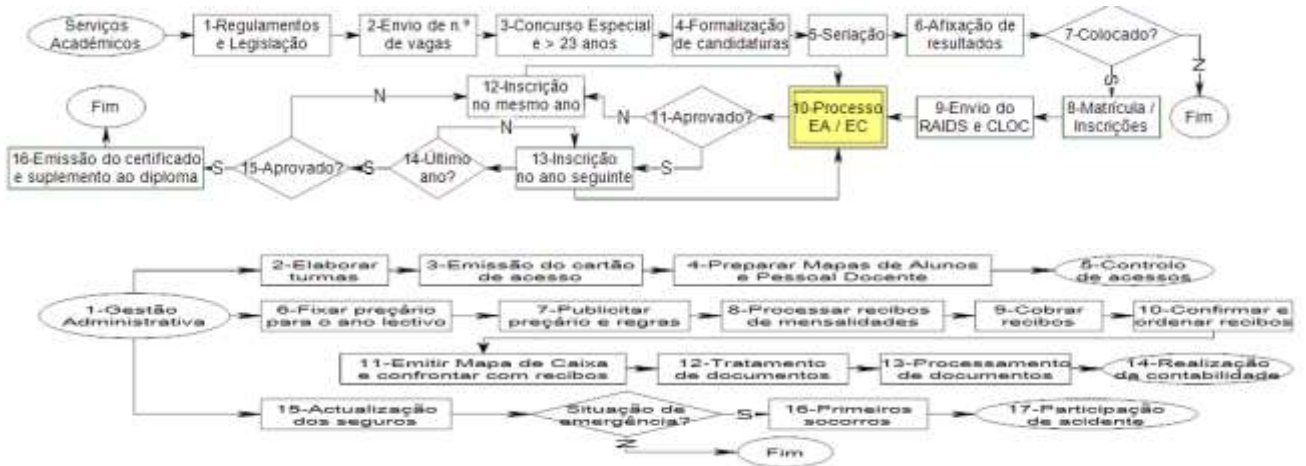 Serviços
Académicos
1-Regulamentos
e Legislação
2-Envio de n.º
de vagas
3-Concurso Especial
e > 23 anos
4-Formalização
de candidaturas
5-Seriação
6-Afixação de
resultados
7-Colocado?
N
Fim
S
8-Matrícula /
Inscrições
9-Envio do
RAIDS e CLOC
10-Processo
EA / EC
11-Aprovado?
N
12-Inscrição
no mesmo ano
S
13-Inscrição
no ano seguinte
14-Último
ano?
N
S
15-Aprovado?
N
S
16-Emissão do certificado
e suplemento ao diploma
Fim
1-Gestão
Administrativa
2-Elaborar
turmas
3-Emissão do cartão
de acesso
4-Preparar Mapas de Alunos
e Pessoal Docente
5-Controlo
de acessos
6-Fixar preçário
para o ano lectivo
7-Publicitar
preçário e regras
8-Processar recibos
de mensalidades
9-Cobrar
recibos
10-Confirmar e
ordenar recibos
11-Emitir Mapa de Caixa
e confrontar com recibos
12-Tratamento
de documentos
13-Processamento
de documentos
14-Realização
da contabilidade
15-Actualização
dos seguros
Situação de
emergência?
S
16-Primeiros
socorros
17-Participação
de acidente
N
Fim